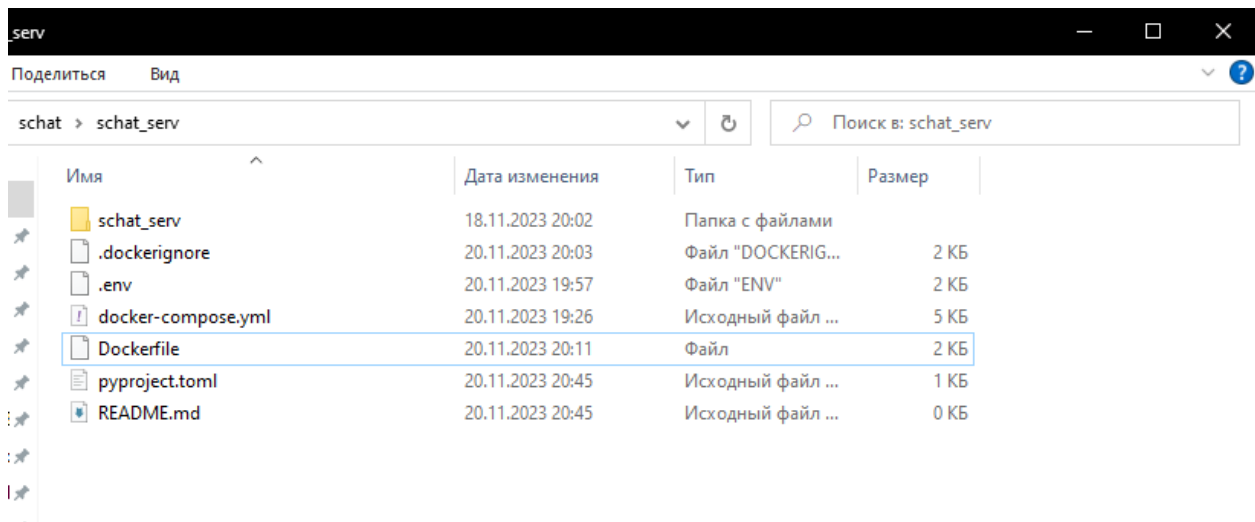 _serv
Поделиться Вид
schat > schat_serv Поиск в: schat_serv
Имя Дата изменения Тип Размер
schat_serv 18.11.2023 20:02 Папка с файлами
.dockerignore 20.11.2023 20:03 Файл "DOCKERIG... 2 КБ
.env 20.11.2023 19:57 Файл "ENV" 2 КБ
docker-compose.yml 20.11.2023 19:26 Исходный файл ... 5 КБ
Dockerfile 20.11.2023 20:11 Файл 2 КБ
pyproject.toml 20.11.2023 20:45 Исходный файл ... 1 КБ
README.md 20.11.2023 20:45 Исходный файл ... 0 КБ